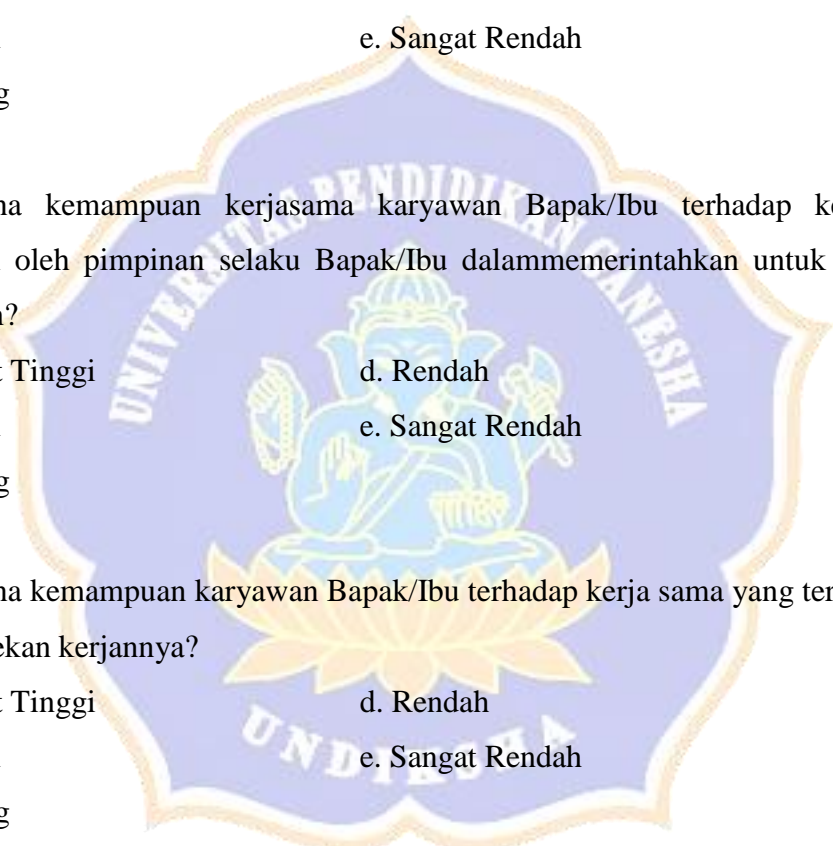 e. Sangat Rendah
g
na kemampuan kerjasama karyawan Bapak/Ibu terhadap ke
oleh pimpinan selaku Bapak/Ibu dalammemerintahkan untuk
n?
t Tinggi d. Rendah
e. Sangat Rendah
g
na kemampuan karyawan Bapak/Ibu terhadap kerja sama yang ter
ekan kerjannya?
t Tinggi d. Rendah
e. Sangat Rendah
g
UNIVERSITAS PENDIDIKAN GANESHA
UNDIKSHA